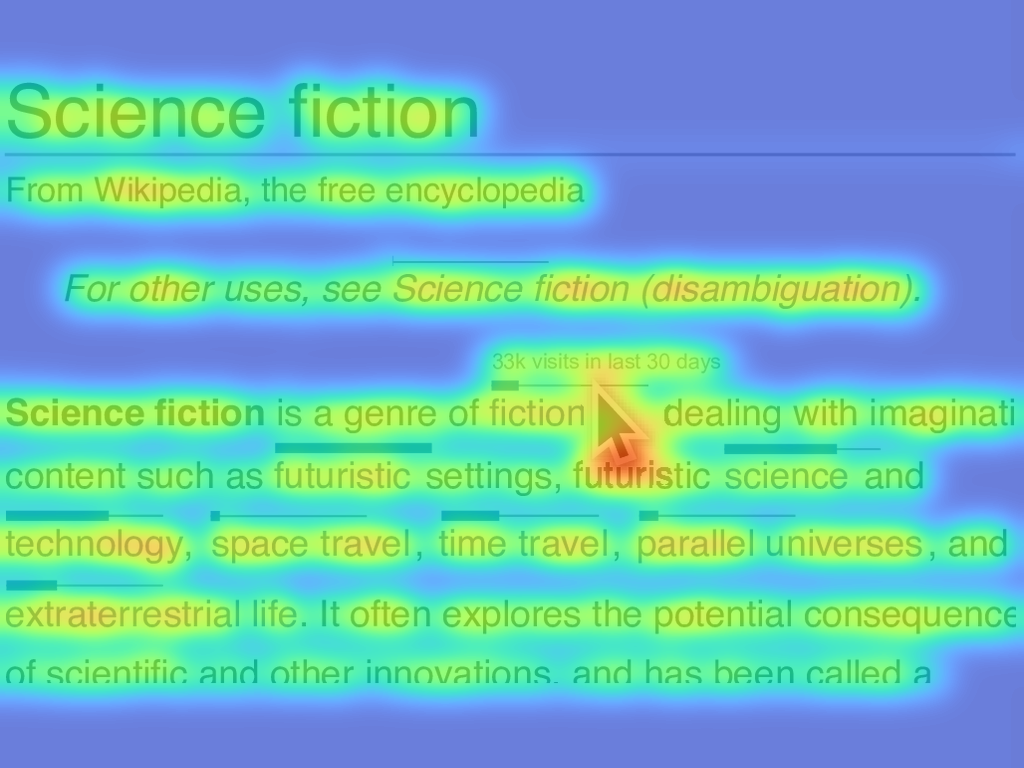 Science fiction
From Wikipedia, the free encyclopedia
For other uses, see Science fiction (disambiguation).
33k visits in last 30 days
Science fiction is a genre of fiction dealing with imaginati
content such as futuristic settings, futuristic science and
technology, space travel, time travel, parallel universes, and
extraterrestrial life. It often explores the potential consequence
of scientific and other innovations, and has been called a